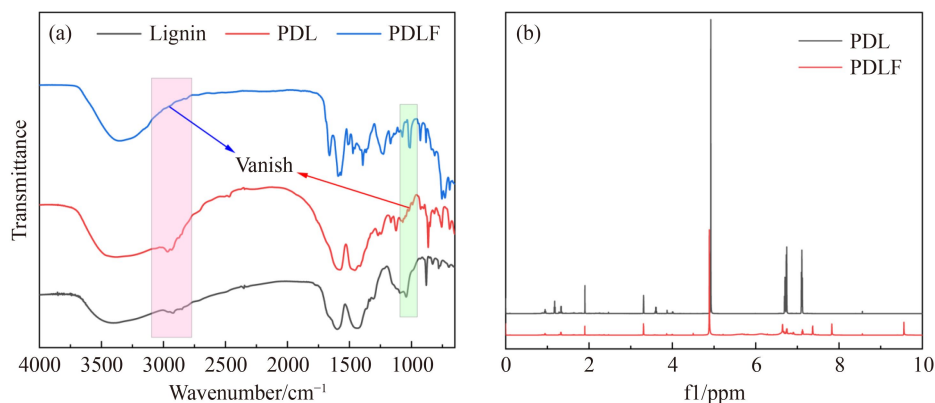 (a)
Lignin
PDL
PDLF
Vanish
Transmittance
4000 3500 3000 2500 2000 1500 1000
Wavenumber/cm⁻¹
(b)
PDL
PDLF
0 2 4 6 8 10
f1/ppm